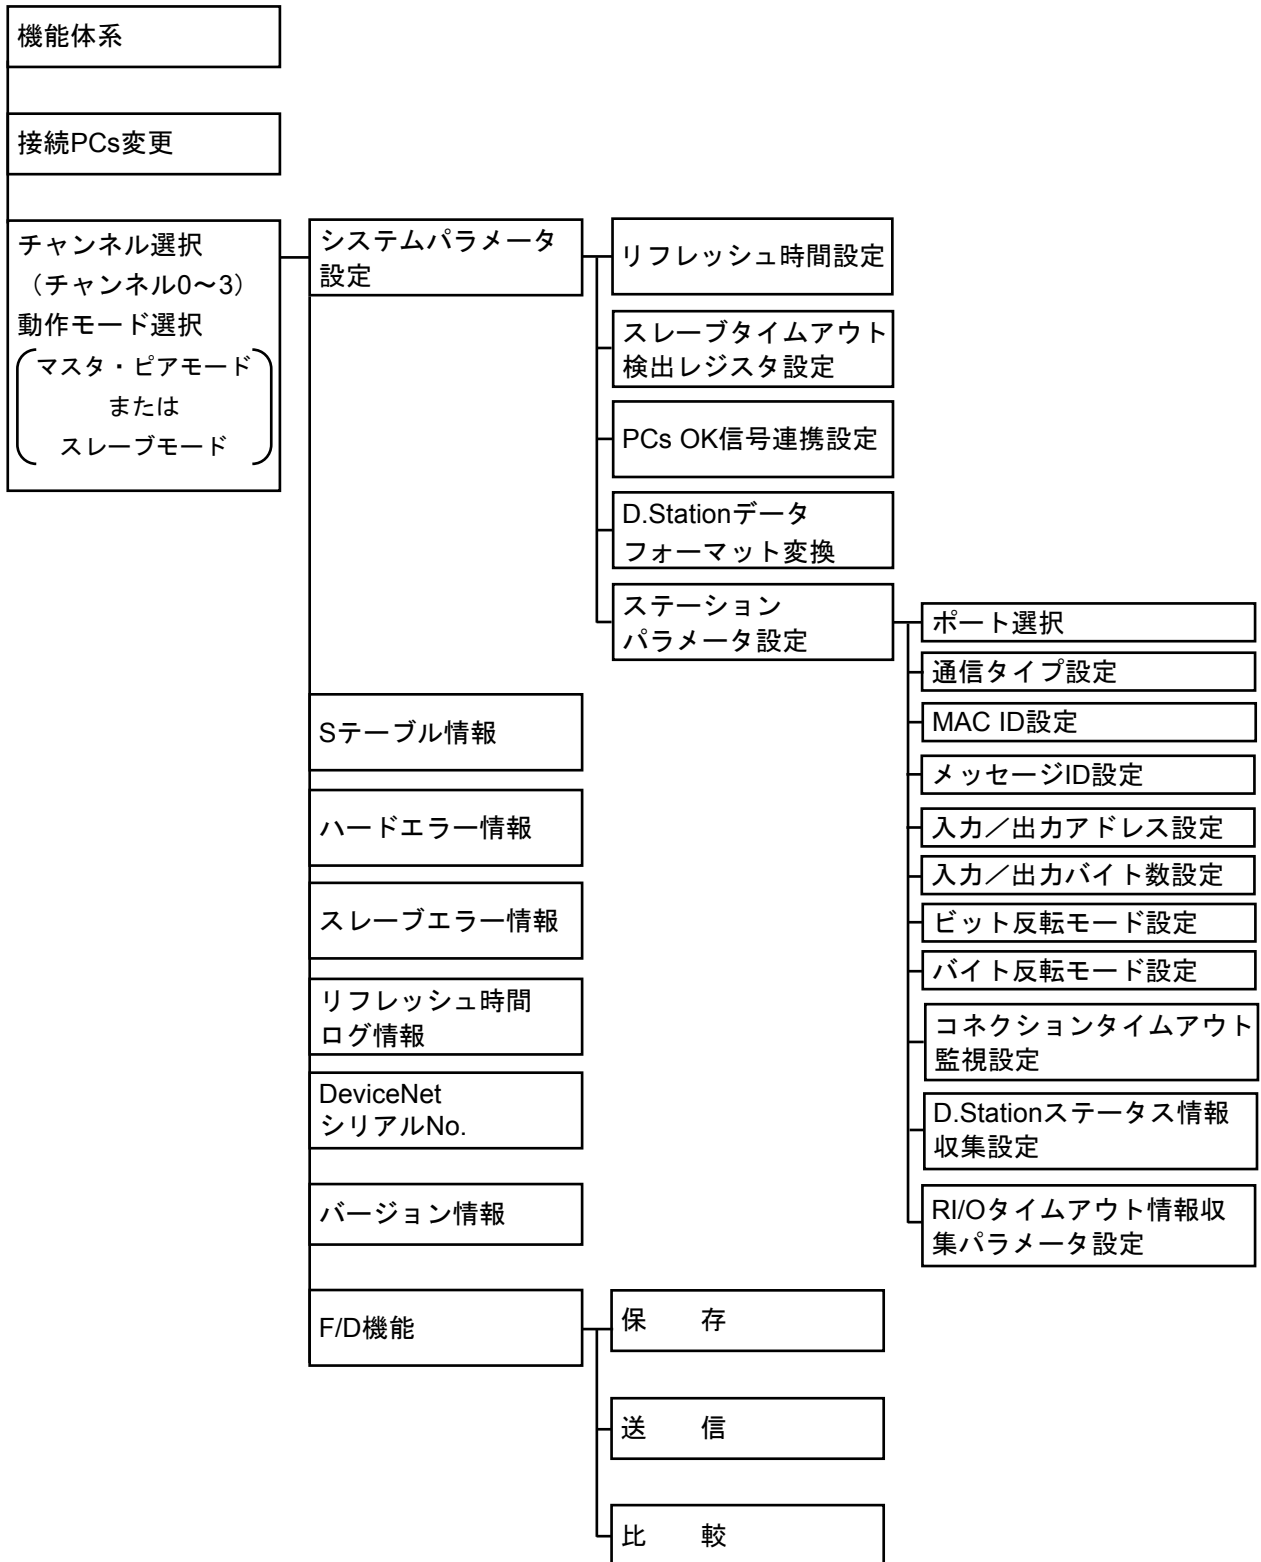 機能体系
接続PCs変更
チャンネル選択
（チャンネル0～3）
動作モード選択
マスタ・ピアモード
または
スレーブモード
システムパラメータ
設定
リフレッシュ時間設定
スレーブタイムアウト
検出レジスタ設定
PCs OK信号連携設定
D.Stationデータ
フォーマット変換
ステーション
パラメータ設定
ポート選択
通信タイプ設定
MAC ID設定
メッセージID設定
入力／出力アドレス設定
入力／出力バイト数設定
ビット反転モード設定
バイト反転モード設定
コネクションタイムアウト
監視設定
D.Stationステータス情報
収集設定
RI/Oタイムアウト情報収
集パラメータ設定
Sテーブル情報
ハードエラー情報
スレーブエラー情報
リフレッシュ時間
ログ情報
DeviceNet
シリアルNo.
バージョン情報
F/D機能
保　　存
送　　信
比　　較